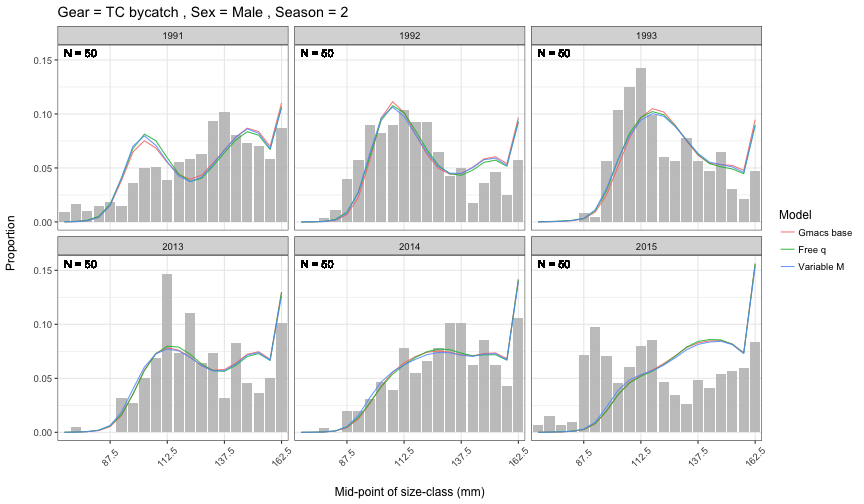 Gear = TC bycatch , Sex = Male , Season = 2
1991 1992 1993
N = 50 N = 50 N = 50
0.15
0.10
0.05
0.00
2013 2014 2015
N = 50 N = 50 N = 50
0.15
0.10
0.05
0.00
87.5 112.5 137.5 162.5 87.5 112.5 137.5 162.5 87.5 112.5 137.5 162.5
Mid-point of size-class (mm)
Proportion
Model
Gmacs base
Free q
Variable M